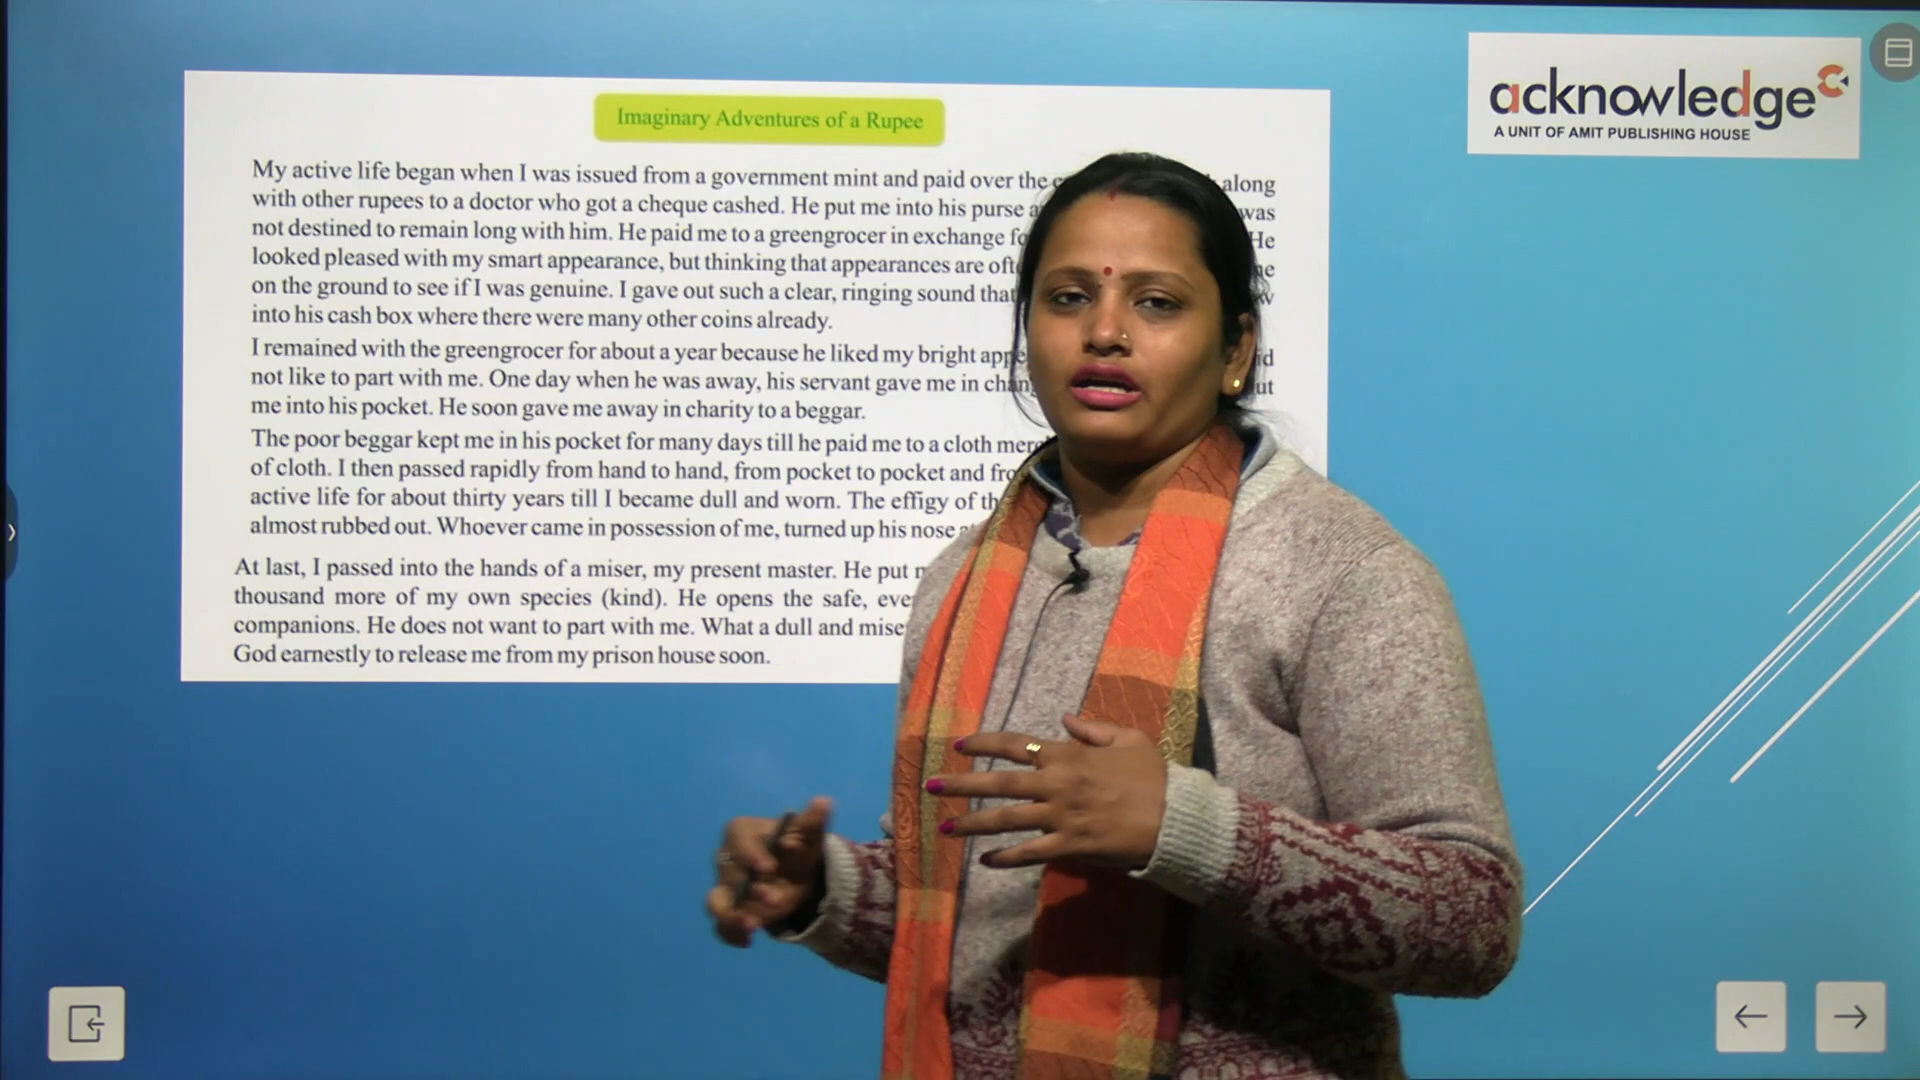 acknowledge
A UNIT OF AMIT PUBLISHING HOUSE
Imaginary Adventures of a Rupee
My active life began when I was issued from a government mint and paid over the along
with other rupees to a doctor who got a cheque cashed. He put me into his purse was
not destined to remain long with him. He paid me to a greengrocer in exchange He
looked pleased with my smart appearance, but thinking that appearances are
on the ground to see if I was genuine. I gave out such a clear, ringing sound that
into his cash box where there were many other coins already.
I remained with the greengrocer for about a year because he liked my bright
not like to part with me. One day when he was away, his servant gave me in
me into his pocket. He soon gave me away in charity to a beggar.
The poor beggar kept me in his pocket for many days till he paid me to a cloth
of cloth. I then passed rapidly from hand to hand, from pocket to pocket and
active life for about thirty years till I became dull and worn. The effigy of
almost rubbed out. Whoever came in possession of me, turned up his nose
At last, I passed into the hands of a miser, my present master. He put
thousand more of my own species (kind). He opens the safe,
companions. He does not want to part with me. What a dull and
God earnestly to release me from my prison house soon.